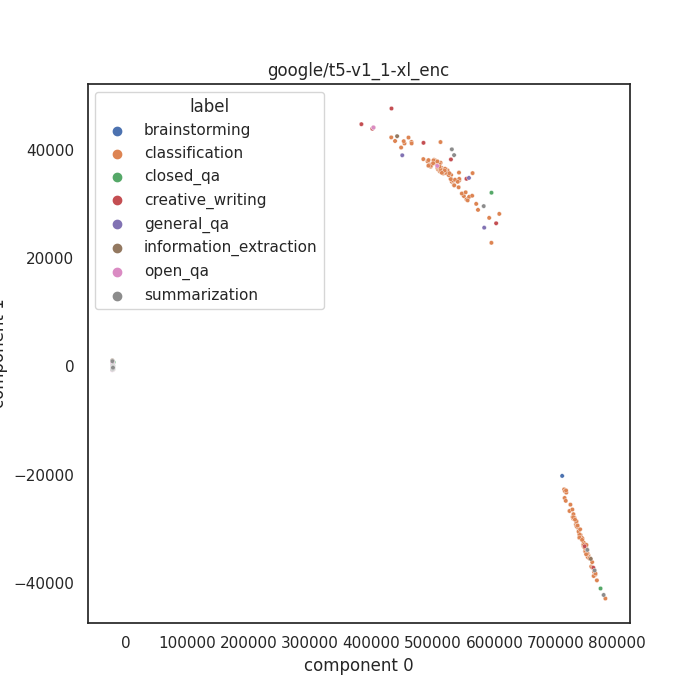 google/t5-v1_1-xl_enc
label
brainstorming
classification
closed_qa
creative_writing
general_qa
information_extraction
open_qa
summarization
40000
20000
0
−20000
−40000
component 1
0
100000
200000
300000
400000
500000
600000
700000
800000
component 0